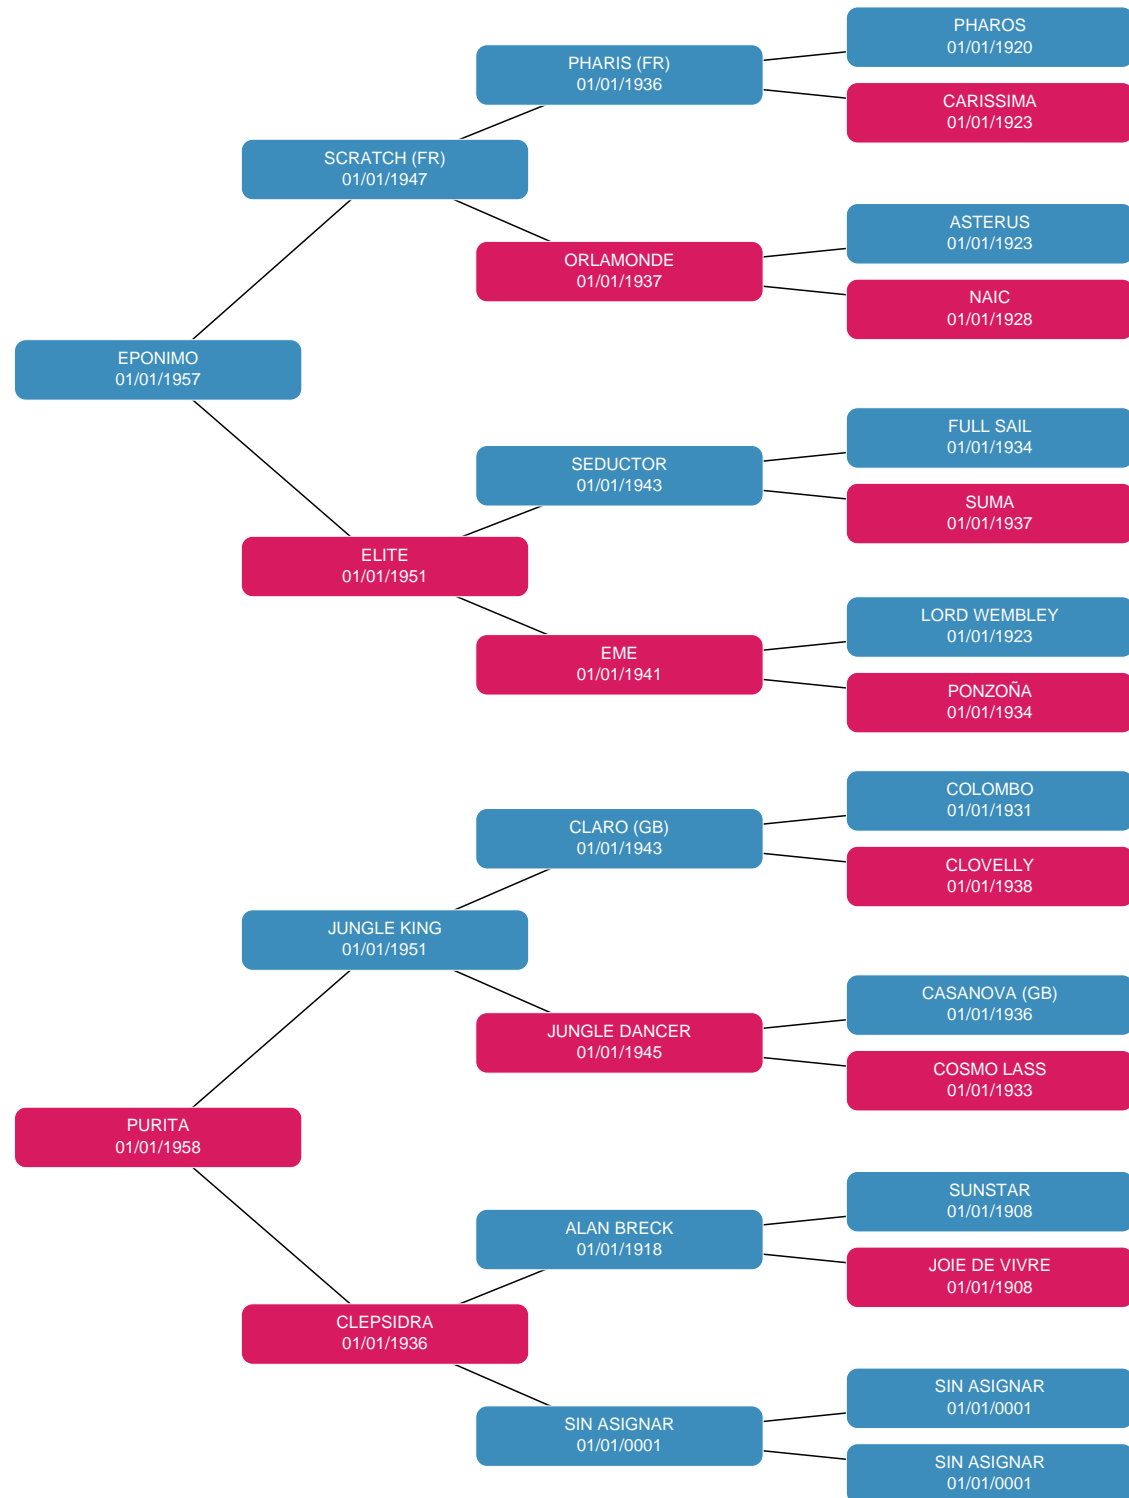 PHAROS
01/01/1920
PHARIS (FR)
01/01/1936
CARISSIMA
01/01/1923
SCRATCH (FR)
01/01/1947
ASTERUS
01/01/1923
ORLAMONDE
01/01/1937
NAIC
01/01/1928
EPONIMO
01/01/1957
FULL SAIL
01/01/1934
SEDUCTOR
01/01/1943
SUMA
01/01/1937
ELITE
01/01/1951
LORD WEMBLEY
01/01/1923
EME
01/01/1941
PONZOÑA
01/01/1934
COLOMBO
01/01/1931
CLARO (GB)
01/01/1943
CLOVELLY
01/01/1938
JUNGLE KING
01/01/1951
CASANOVA (GB)
01/01/1936
JUNGLE DANCER
01/01/1945
COSMO LASS
01/01/1933
PURITA
01/01/1958
SUNSTAR
01/01/1908
ALAN BRECK
01/01/1918
JOIE DE VIVRE
01/01/1908
CLEPSIDRA
01/01/1936
SIN ASIGNAR
01/01/0001
SIN ASIGNAR
01/01/0001
SIN ASIGNAR
01/01/0001